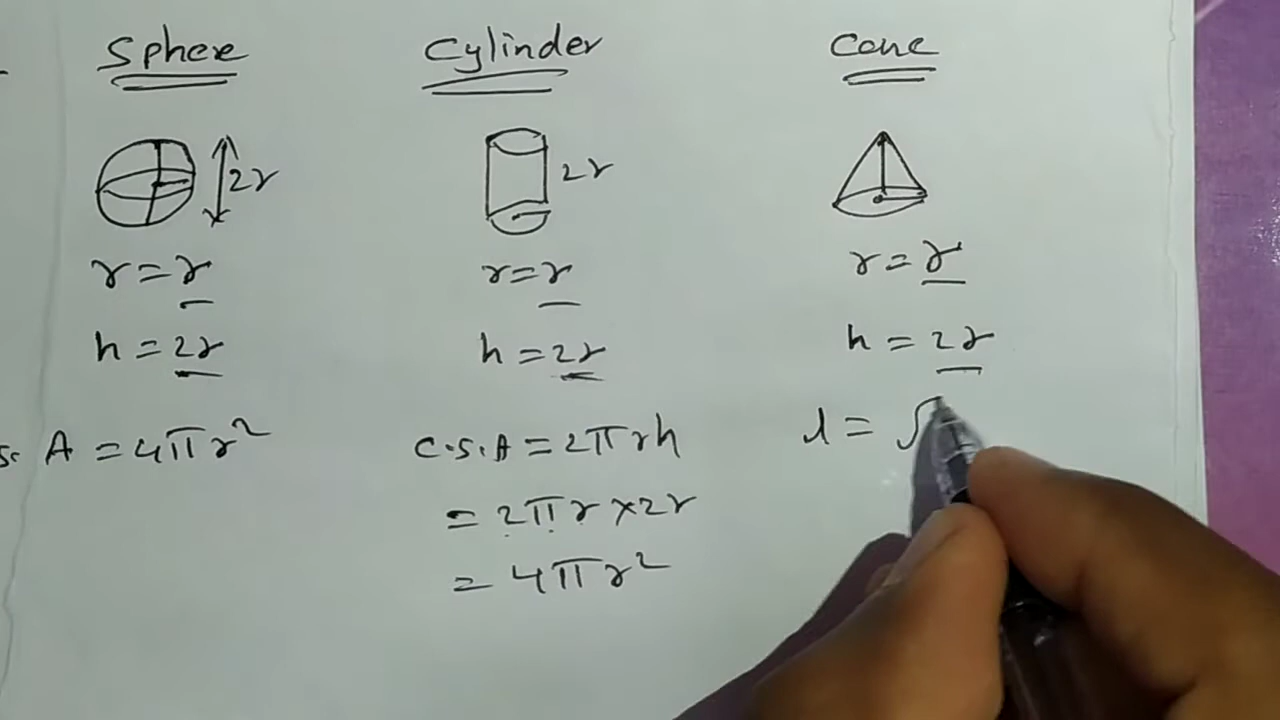 Sphere Cylinder Cone
2r 2r
r = r r = r r = r
h = 2r h = 2r h = 2r
S. A = 4πr² C.S.A = 2πrh l = √
= 2πr × 2r
= 4πr²